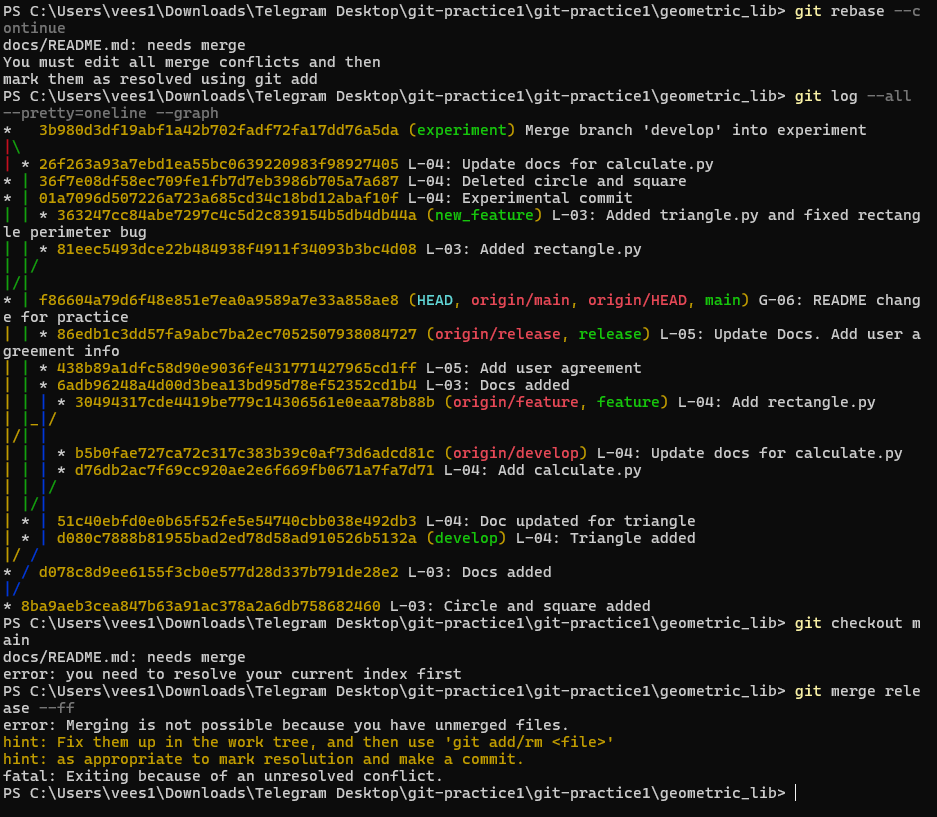 PS C:\Users\vees1\Downloads\Telegram Desktop\git-practice1\git-practice1\geometric_lib> git rebase --c
ontinue
docs/README.md: needs merge
You must edit all merge conflicts and then
mark them as resolved using git add
PS C:\Users\vees1\Downloads\Telegram Desktop\git-practice1\git-practice1\geometric_lib> git log --all
--pretty=oneline --graph
*   3b980d3df19abf1a42b702fadf72fa17dd76a5da (experiment) Merge branch 'develop' into experiment
|\
| * 26f263a93a7ebd1ea55bc0639220983f98927405 L-04: Update docs for calculate.py
* | 36f7e08df58ec709fe1fb7d7eb3986b705a7a687 L-04: Deleted circle and square
* | 01a7096d507226a723a685cd34c18bd12abaf10f L-04: Experimental commit
| | * 363247cc84abe7297c4c5d2c839154b5db4db44a (new_feature) L-03: Added triangle.py and fixed rectang
le perimeter bug
| | * 81eec5493dce22b484938f4911f34093b3bc4d08 L-03: Added rectangle.py
| |/
|/|
* | f86604a79d6f48e851e7ea0a9589a7e33a858ae8 (HEAD, origin/main, origin/HEAD, main) G-06: README chang
e for practice
| | * 86edb1c3dd57fa9abc7ba2ec7052507938084727 (origin/release, release) L-05: Update Docs. Add user a
greement info
| | * 438b89a1dfc58d90e9036fe431771427965cd1ff L-05: Add user agreement
| | * 6adb96248a4d00d3bea13bd95d78ef52352cd1b4 L-03: Docs added
| | | * 30494317cde4419be779c14306561e0eaa78b88b (origin/feature, feature) L-04: Add rectangle.py
| |_|/
|/| |
| | | * b5b0fae727ca72c317c383b39c0af73d6adcd81c (origin/develop) L-04: Update docs for calculate.py
| | | * d76db2ac7f69cc920ae2e6f669fb0671a7fa7d71 L-04: Add calculate.py
| | |/
| |/|
| * | 51c40ebfd0e0b65f52fe5e54740cbb038e492db3 L-04: Doc updated for triangle
| * | d080c7888b81955bad2ed78d58ad910526b5132a (develop) L-04: Triangle added
|/ /
* / d078c8d9ee6155f3cb0e577d28d337b791de28e2 L-03: Docs added
|/
* 8ba9aeb3cea847b63a91ac378a2a6db758682460 L-03: Circle and square added
PS C:\Users\vees1\Downloads\Telegram Desktop\git-practice1\git-practice1\geometric_lib> git checkout m
ain
docs/README.md: needs merge
error: you need to resolve your current index first
PS C:\Users\vees1\Downloads\Telegram Desktop\git-practice1\git-practice1\geometric_lib> git merge rele
ase --ff
error: Merging is not possible because you have unmerged files.
hint: Fix them up in the work tree, and then use 'git add/rm <file>'
hint: as appropriate to mark resolution and make a commit.
fatal: Exiting because of an unresolved conflict.
PS C:\Users\vees1\Downloads\Telegram Desktop\git-practice1\git-practice1\geometric_lib>